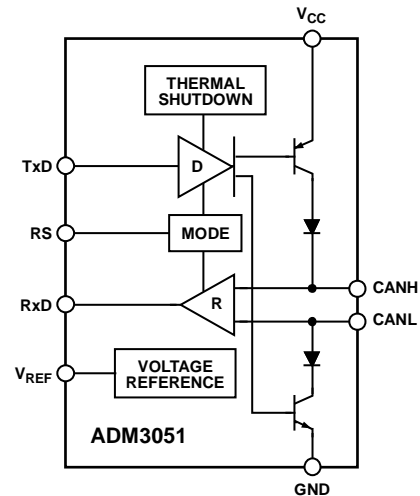 VCC
THERMAL
SHUTDOWN
TxD
D
RS
MODE
RxD
R
CANH
CANL
VREF
VOLTAGE
REFERENCE
ADM3051
GND